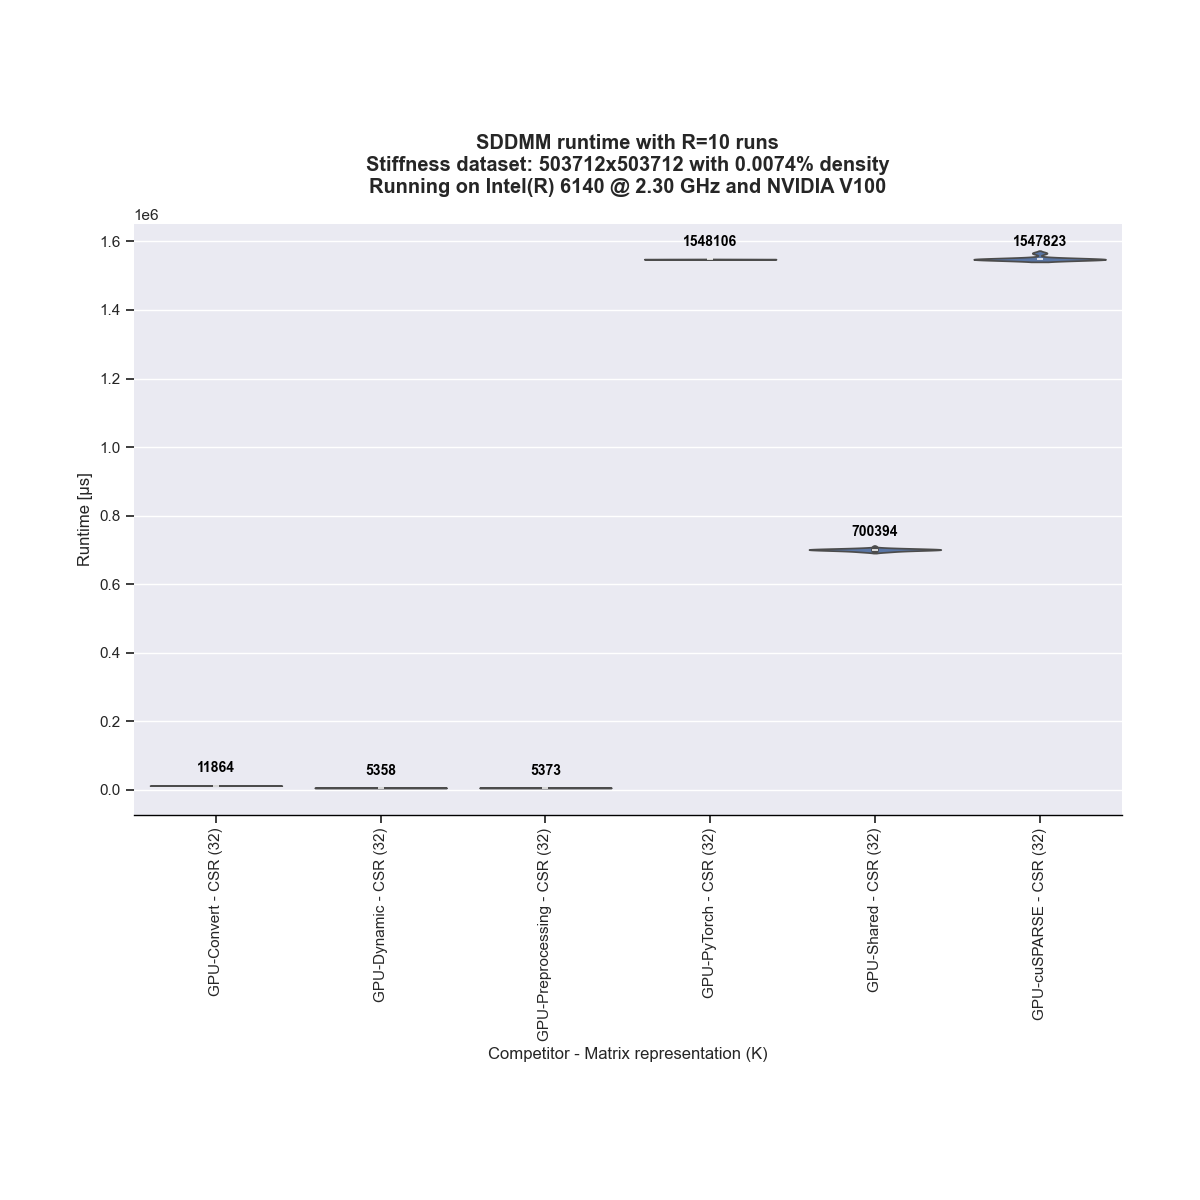 SDDMM runtime with R=10 runs
Stiffness dataset: 503712x503712 with 0.0074% density
Running on Intel(R) 6140 @ 2.30 GHz and NVIDIA V100
1e6
1.6
1.4
1.2
1.0
0.8
0.6
0.4
0.2
0.0
Runtime [µs]
11864
5358
5373
1548106
700394
1547823
GPU-Convert - CSR (32)
GPU-Dynamic - CSR (32)
GPU-Preprocessing - CSR (32)
GPU-PyTorch - CSR (32)
GPU-Shared - CSR (32)
GPU-cuSPARSE - CSR (32)
Competitor - Matrix representation (K)